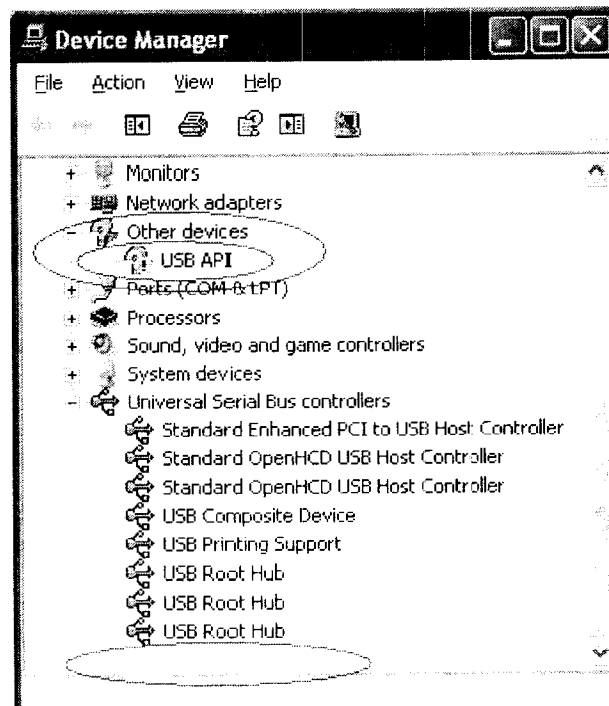 Device Manager
File Action View Help
Monitors
Network adapters
Other devices
USB API
Ports (COM & LPT)
Processors
Sound, video and game controllers
System devices
Universal Serial Bus controllers
Standard Enhanced PCI to USB Host Controller
Standard OpenHCD USB Host Controller
Standard OpenHCD USB Host Controller
USB Composite Device
USB Printing Support
USB Root Hub
USB Root Hub
USB Root Hub